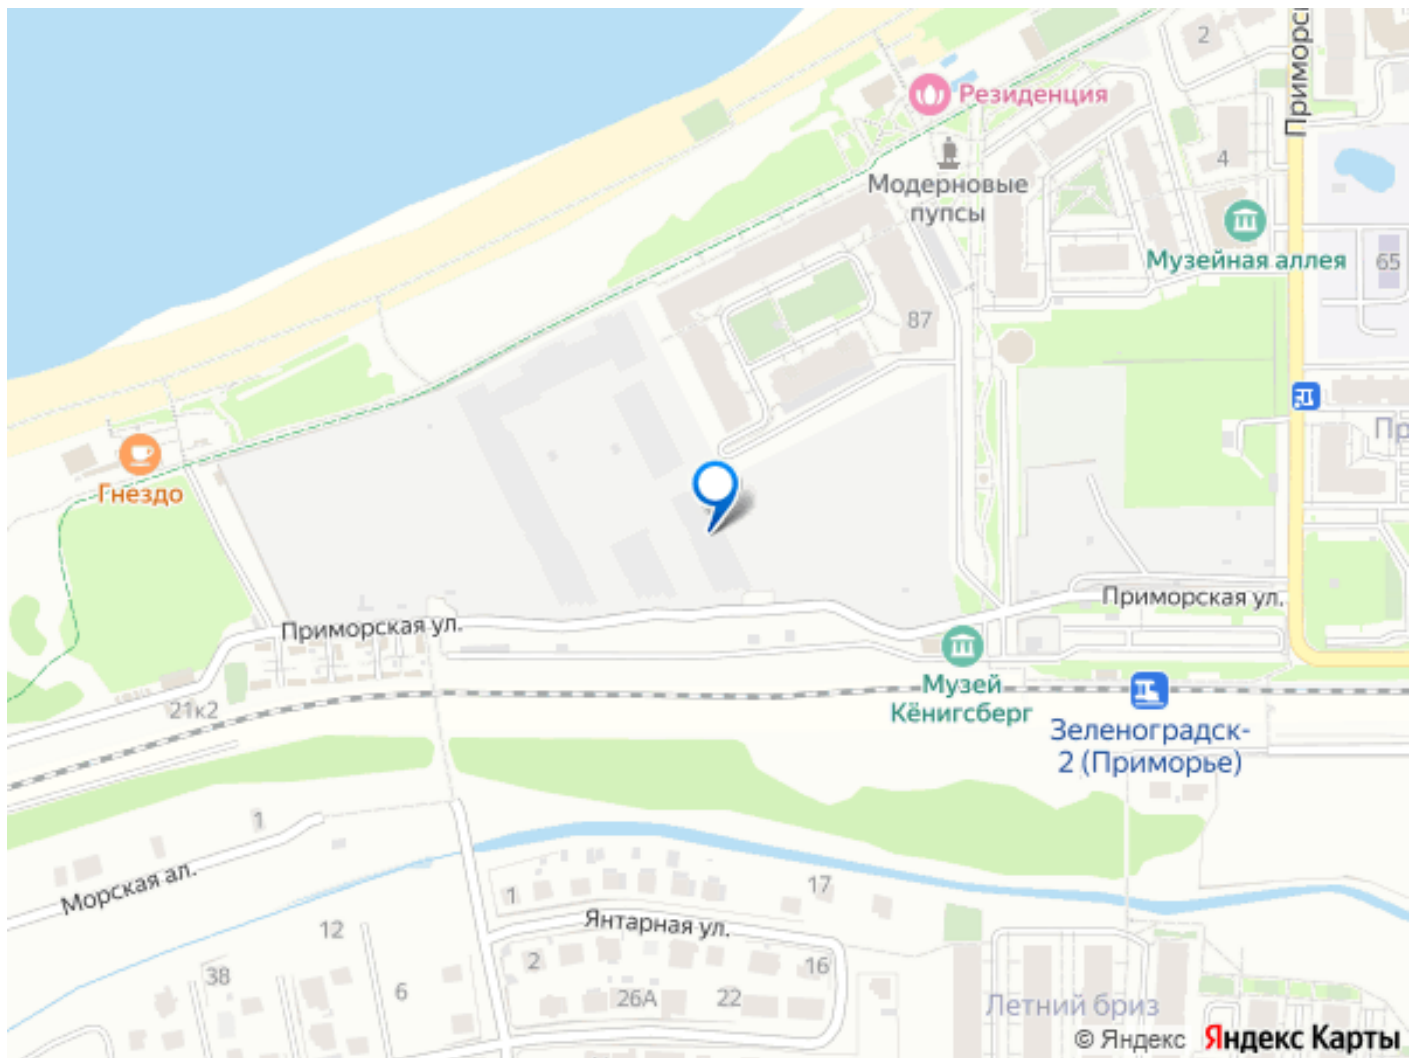 2
Приморс
Резиденция
4
Модерновые
пупсы
Музейная аллея
65
87
Пр
Гнездо
Приморская ул.
Приморская ул.
Музей
Кёнигсберг
21к2
Зеленоградск-
2 (Приморье)
1
Морская ал.
1
17
12
Янтарная ул.
2
16
38
6
26А
22
Летний бриз
© Яндекс Яндекс Карты